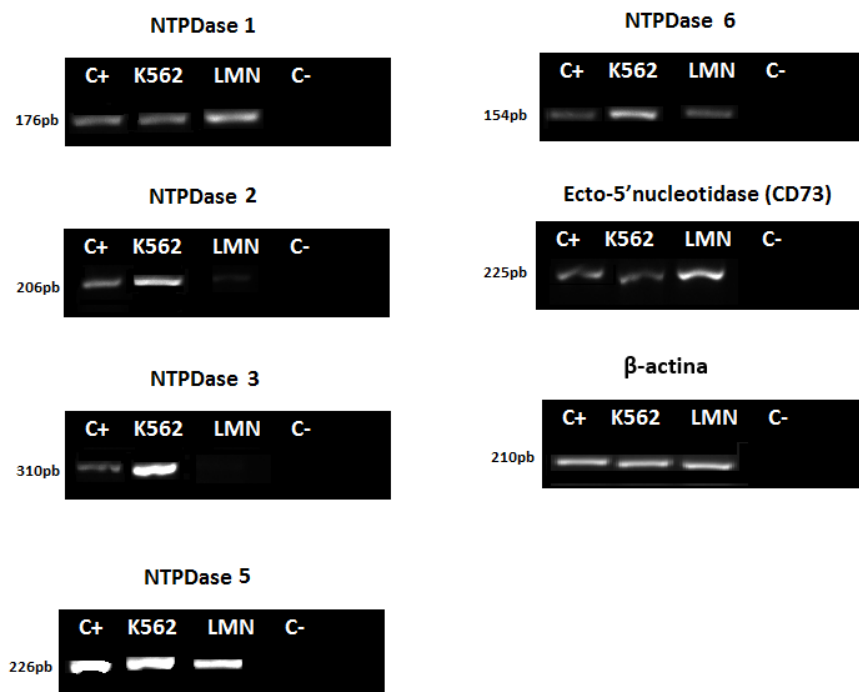 NTPDase 1
C+ K562 LMN C-
176pb
NTPDase 2
C+ K562 LMN C-
206pb
NTPDase 3
C+ K562 LMN C-
310pb
NTPDase 5
C+ K562 LMN C-
226pb
NTPDase 6
C+ K562 LMN C-
154pb
Ecto-5’nucleotidase (CD73)
C+ K562 LMN C-
225pb
β-actina
C+ K562 LMN C-
210pb